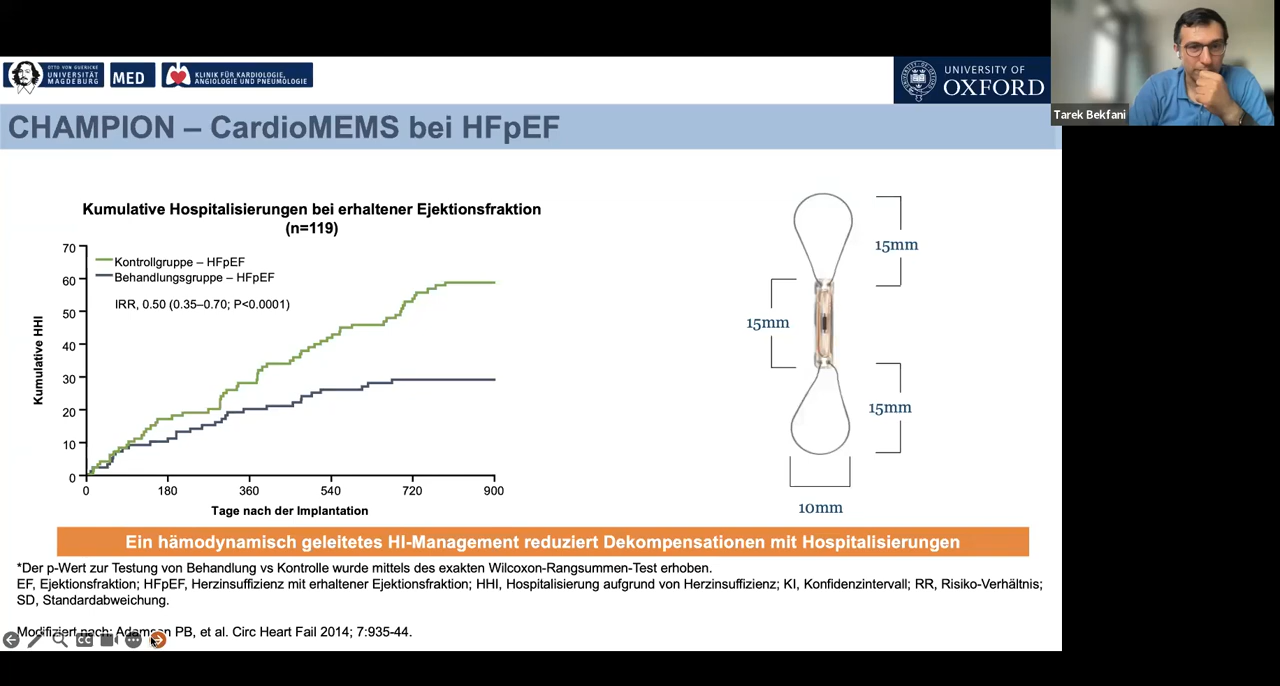 OTTO VON GUERICKE
UNIVERSITÄT
MAGDEBURG
MED
KLINIK FÜR KARDIOLOGIE,
ANGIOLOGIE UND PNEUMOLOGIE
UNIVERSITY OF
OXFORD
Tarek Bekfani
CHAMPION – CardioMEMS bei HFpEF
Kumulative Hospitalisierungen bei erhaltener Ejektionsfraktion
(n=119)
Kontrollgruppe – HFpEF
Behandlungsgruppe – HFpEF
IRR, 0.50 (0.35–0.70; P<0.0001)
Kumulative HHI
70
60
50
40
30
20
10
0
0 180 360 540 720 900
Tage nach der Implantation
15mm
15mm
15mm
10mm
Ein hämodynamisch geleitetes HI-Management reduziert Dekompensationen mit Hospitalisierungen
*Der p-Wert zur Testung von Behandlung vs Kontrolle wurde mittels des exakten Wilcoxon-Rangsummen-Test erhoben.
EF, Ejektionsfraktion; HFpEF, Herzinsuffizienz mit erhaltener Ejektionsfraktion; HHI, Hospitalisierung aufgrund von Herzinsuffizienz; KI, Konfidenzintervall; RR, Risiko-Verhältnis;
SD, Standardabweichung.
Modifiziert nach: Adamson PB, et al. Circ Heart Fail 2014; 7:935-44.
CC